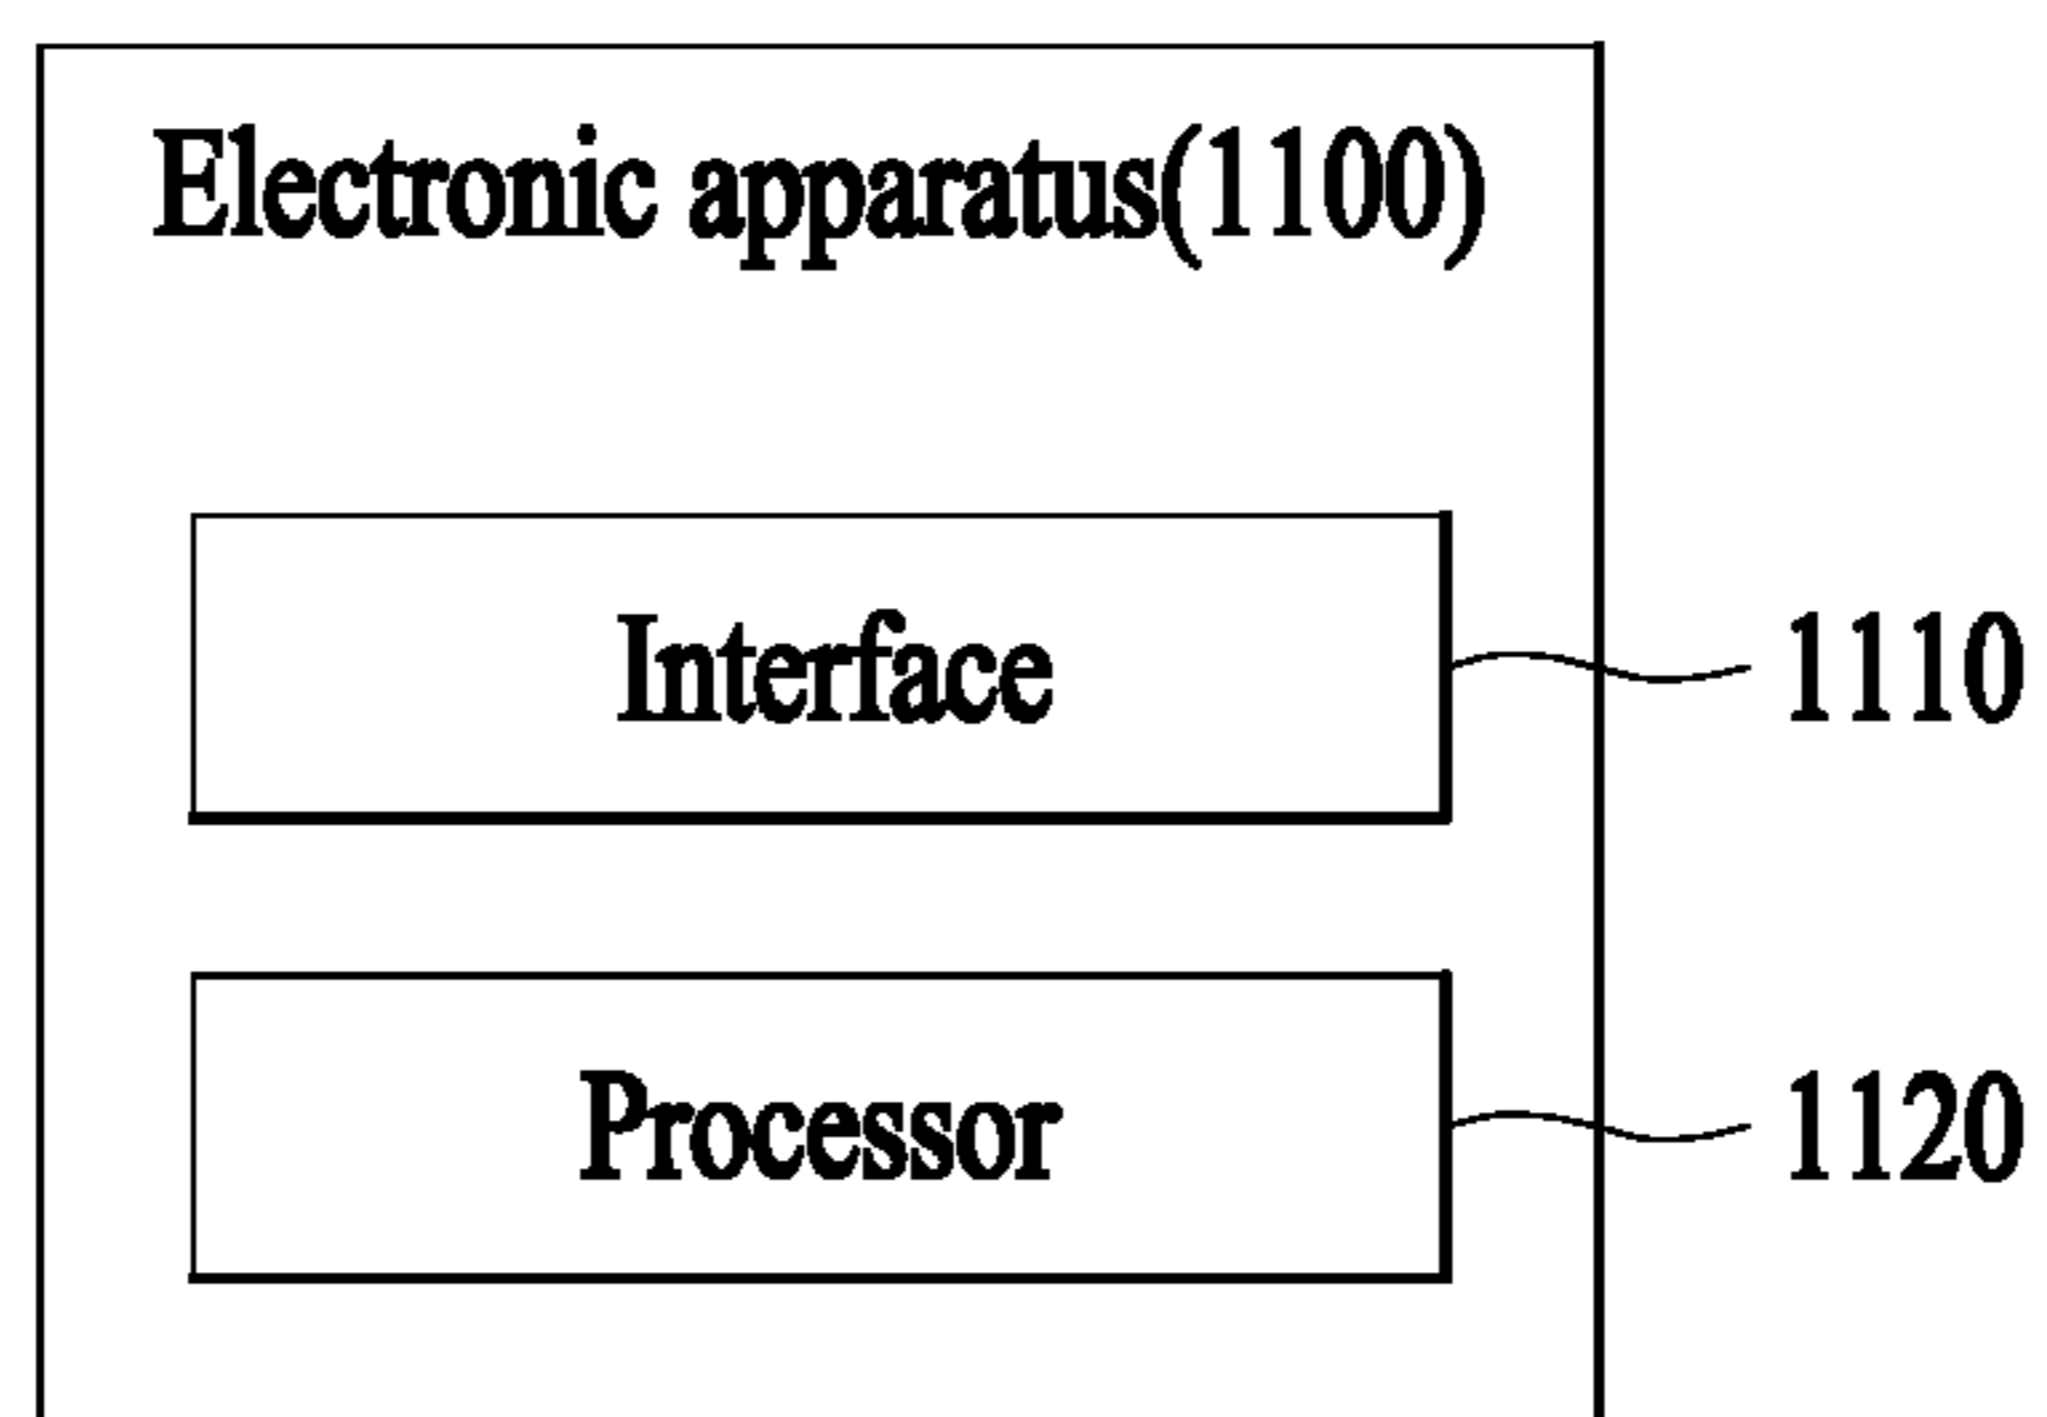 Electronic apparatus(1100)
Interface
1110
Processor
1120